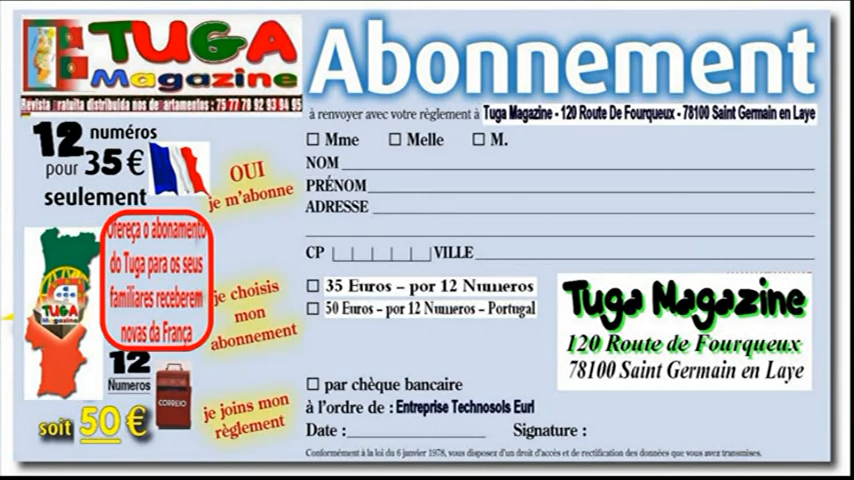 TUGA
Magazine
Revista gratuita distribuida nos departamentos : 75 77 78 92 93 94 95
Abonnement
à renvoyer avec votre règlement à Tuga Magazine - 120 Route De Fourqueux - 78100 Saint Germain en Laye
12 numéros
pour 35 €
seulement
OUI
je m'abonne
☐ Mme ☐ Melle ☐ M.
NOM
PRÉNOM
ADRESSE
CP VILLE
Ofereça o abonamento
do Tuga para os seus
familiares receberem
novas da França
TUGA
Magazine
je choisis
mon
abonnement
☐ 35 Euros – por 12 Numeros
☐ 50 Euros – por 12 Numeros – Portugal
Tuga Magazine
120 Route de Fourqueux
78100 Saint Germain en Laye
12
Numeros
CORREIO
soit 50 €
je joins mon
règlement
☐ par chèque bancaire
à l'ordre de : Entreprise Technosols Eurl
Date : Signature :
Conformément à la loi du 6 janvier 1978, vous disposez d'un droit d'accès et de rectification des données que vous avez transmises.